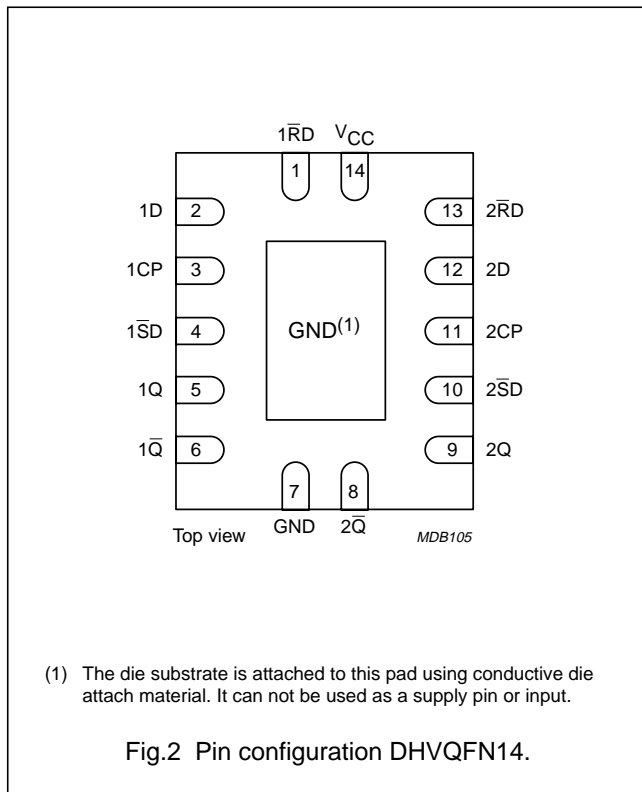 1R̅D VCC
1 14
1D 2 13 2R̅D
1CP 3 12 2D
1S̅D 4 GND(1) 11 2CP
1Q 5 10 2S̅D
1Q̅ 6 9 2Q
7 8
Top view GND 2Q̅ MDB105
(1) The die substrate is attached to this pad using conductive die
attach material. It can not be used as a supply pin or input.
Fig.2 Pin configuration DHVQFN14.